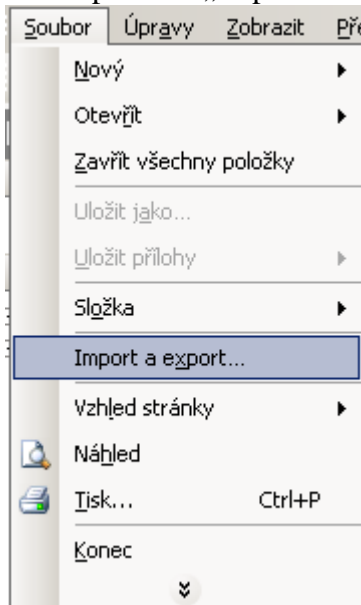 Soubor Úpravy Zobrazit
Nový
Otevřít
Zavřít všechny položky
Uložit jako...
Uložit přílohy
Složka
Import a export...
Vzhled stránky
Náhled
Tisk... Ctrl+P
Konec